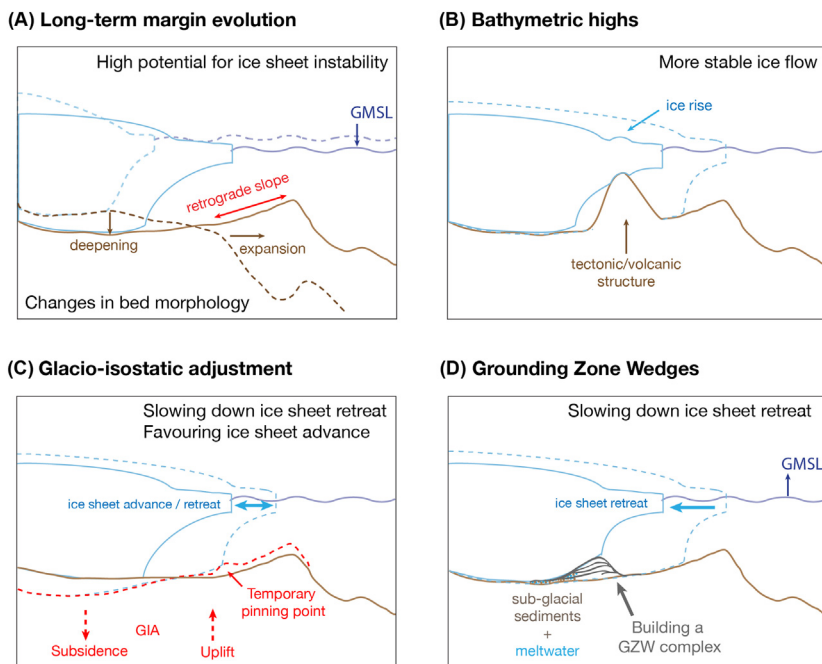 (A) Long-term margin evolution
High potential for ice sheet instability
GMSL
retrograde slope
deepening
expansion
Changes in bed morphology
(B) Bathymetric highs
More stable ice flow
ice rise
tectonic/volcanic
structure
(C) Glacio-isostatic adjustment
Slowing down ice sheet retreat
Favouring ice sheet advance
ice sheet advance / retreat
Temporary
pinning point
GIA
Subsidence
Uplift
(D) Grounding Zone Wedges
Slowing down ice sheet retreat
GMSL
ice sheet retreat
sub-glacial
sediments
+
meltwater
Building a
GZW complex